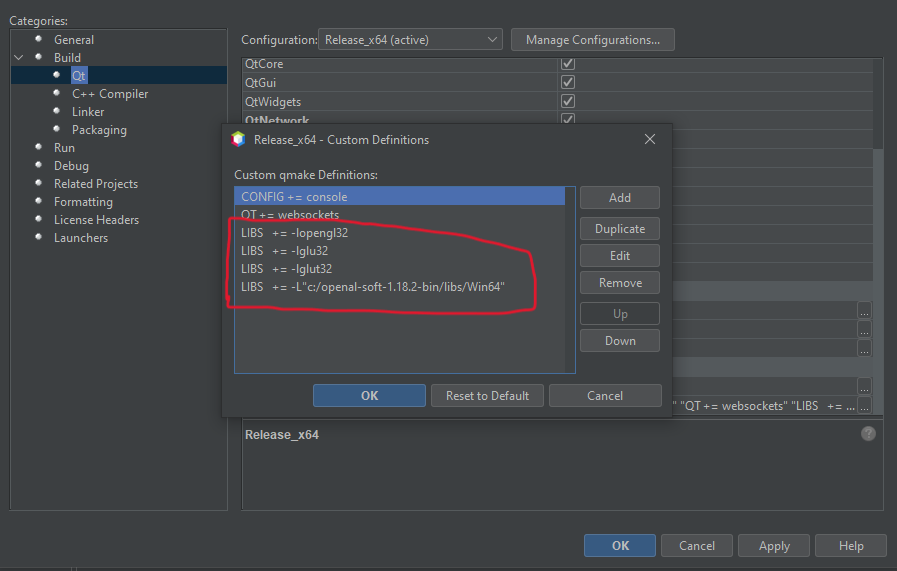 Categories:
General
Build
Qt
C++ Compiler
Linker
Packaging
Run
Debug
Related Projects
Formatting
License Headers
Launchers
Configuration: Release_x64 (active) Manage Configurations...
QtCore
QtGui
QtWidgets
QtNetwork
Release_x64 - Custom Definitions
Custom qmake Definitions:
CONFIG += console
QT += websockets
LIBS += -lopengl32
LIBS += -lglu32
LIBS += -lglut32
LIBS += -L"c:/openal-soft-1.18.2-bin/libs/Win64"
Add
Duplicate
Edit
Remove
Up
Down
OK Reset to Default Cancel
...
...
...
...
" "QT += websockets" "LIBS += ... ...
Release_x64
?
OK Cancel Apply Help